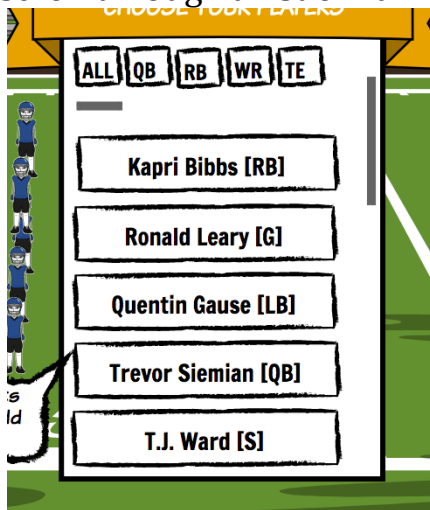 CHOOSE YOUR PLAYERS
ALL QB RB WR TE
Kapri Bibbs [RB]
Ronald Leary [G]
Quentin Gause [LB]
Trevor Siemian [QB]
T.J. Ward [S]